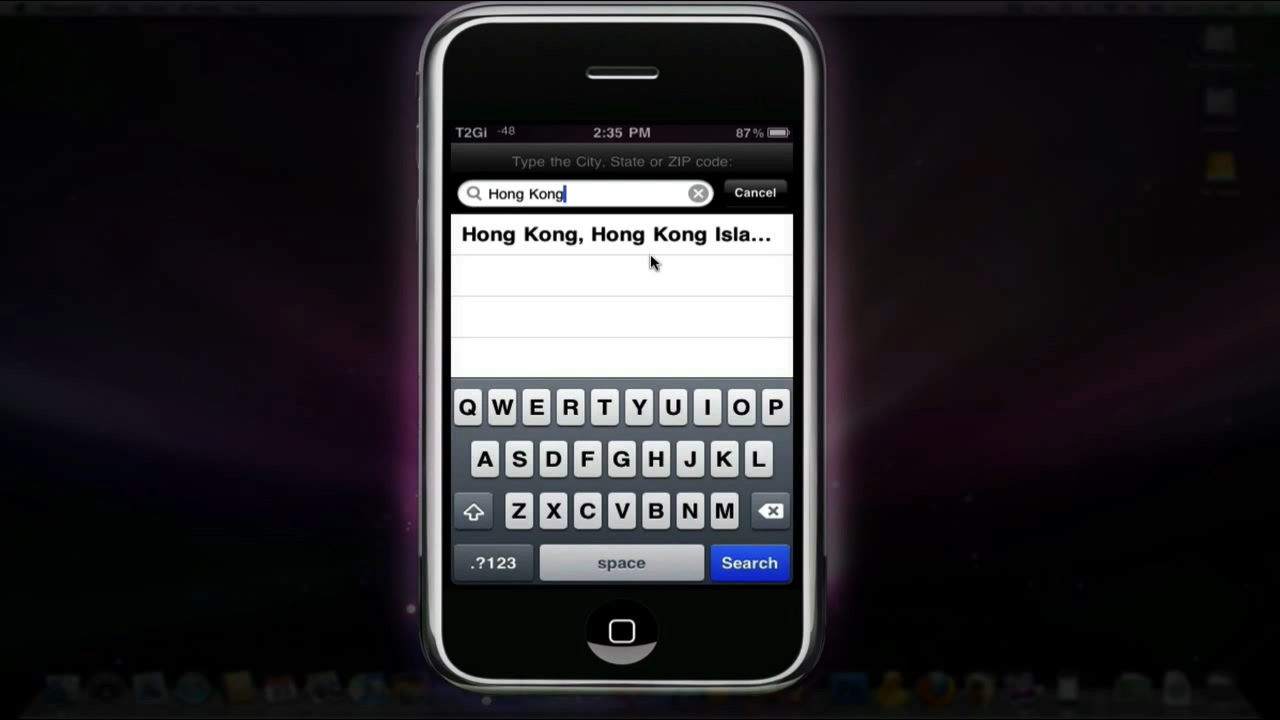 T2Gi -48 2:35 PM 87%
Type the City, State or ZIP code:
Hong Kong Cancel
Hong Kong, Hong Kong Isla...
Q W E R T Y U I O P
A S D F G H J K L
Z X C V B N M
.?123 space Search